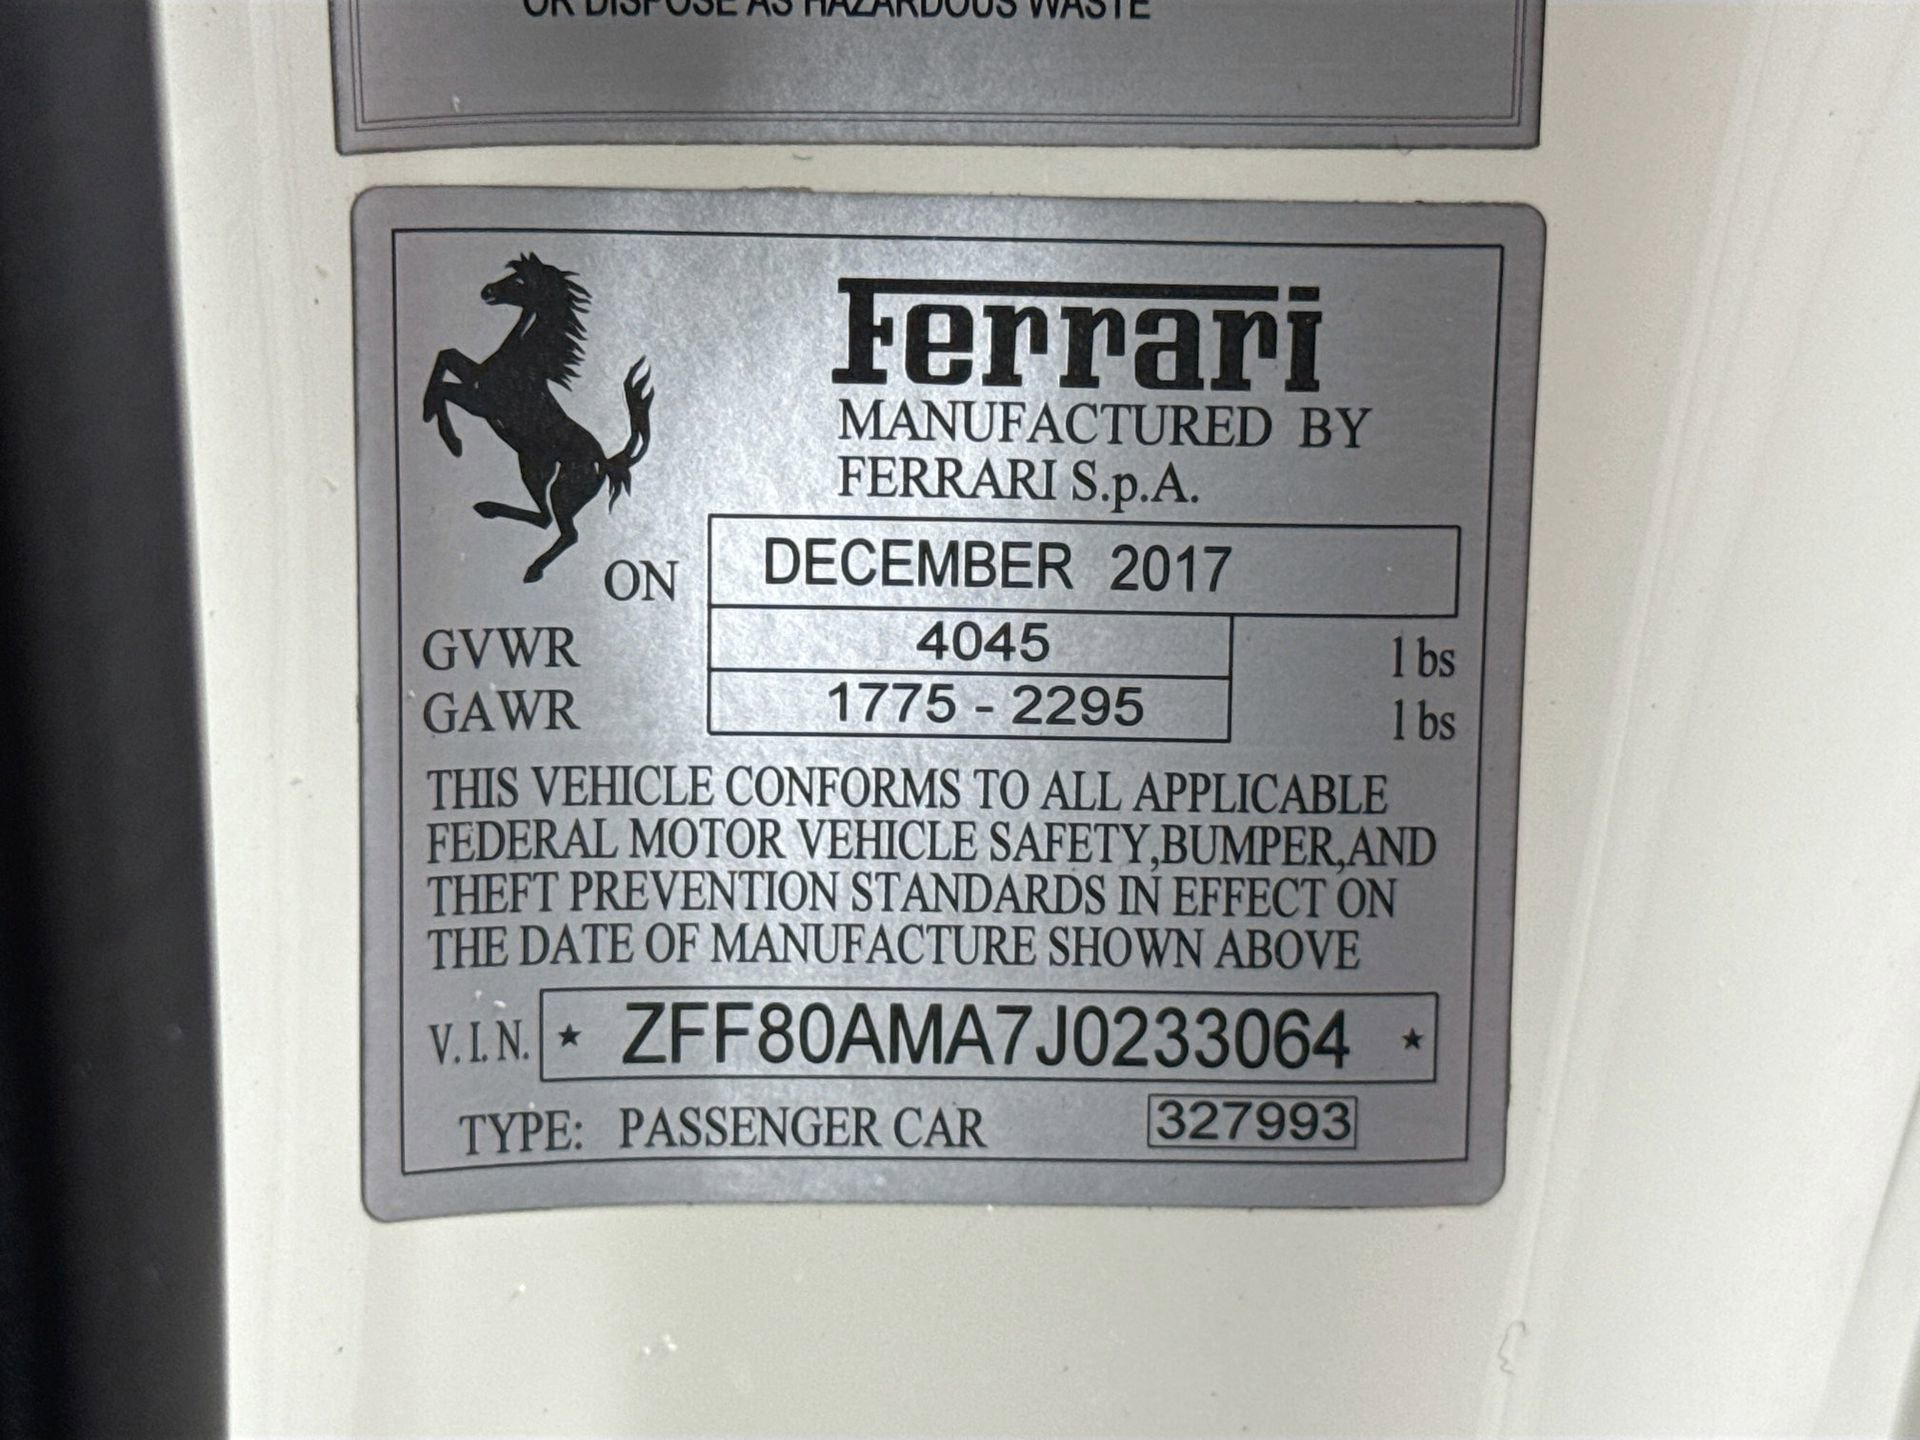 OR DISPOSE AS HAZARDOUS WASTE
Ferrari
MANUFACTURED BY
FERRARI S.p.A.
ON DECEMBER 2017
GVWR 4045 lbs
GAWR 1775 - 2295 lbs
THIS VEHICLE CONFORMS TO ALL APPLICABLE
FEDERAL MOTOR VEHICLE SAFETY,BUMPER,AND
THEFT PREVENTION STANDARDS IN EFFECT ON
THE DATE OF MANUFACTURE SHOWN ABOVE
V.I.N. * ZFF80AMA7J0233064 *
TYPE: PASSENGER CAR 327993